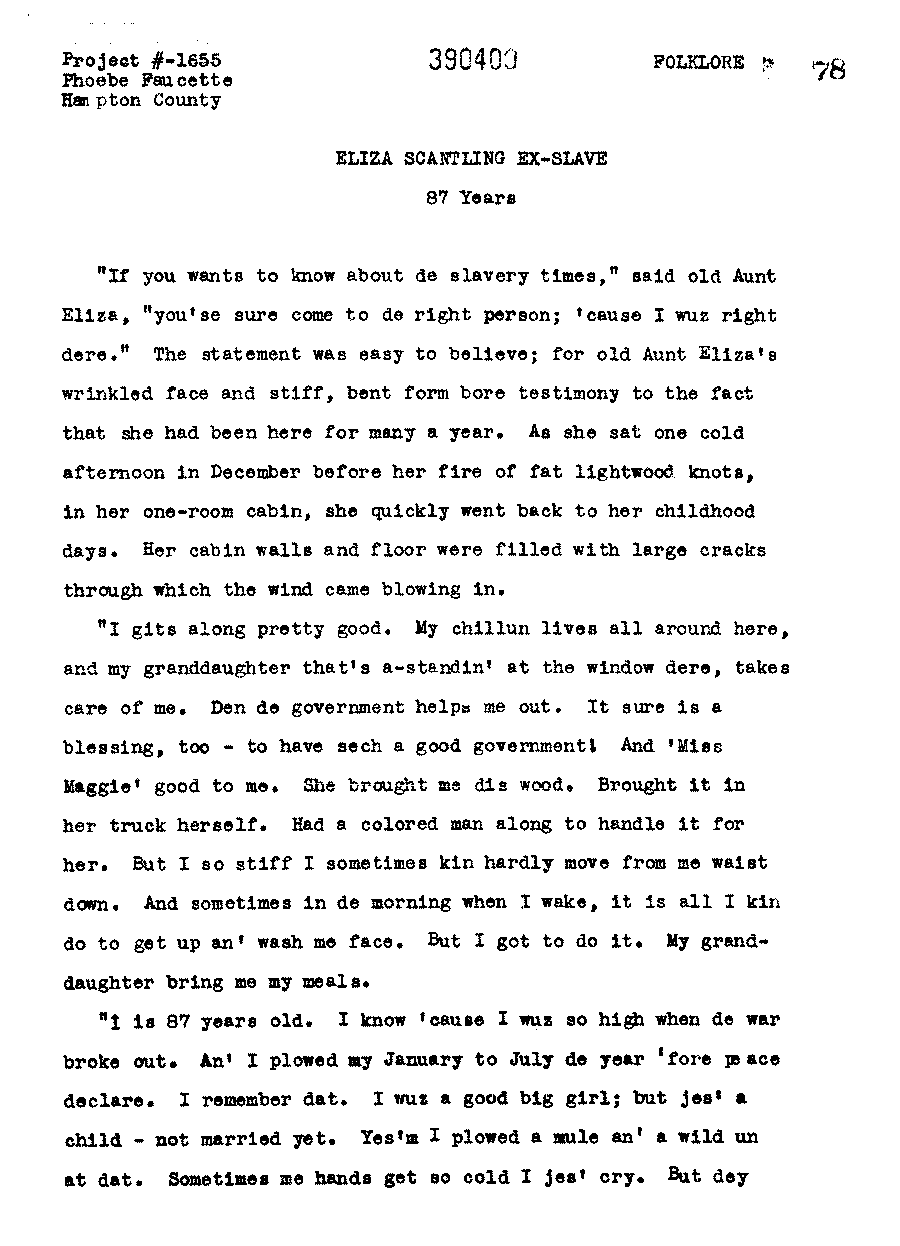 Project #-1655
Phoebe Faucette
Hampton County
390400
FOLKLORE
78
ELIZA SCANTLING EX-SLAVE
87 Years
"If you wants to know about de slavery times," said old Aunt
Eliza, "you'se sure come to de right person; 'cause I wuz right
dere." The statement was easy to believe; for old Aunt Eliza's
wrinkled face and stiff, bent form bore testimony to the fact
that she had been here for many a year. As she sat one cold
afternoon in December before her fire of fat lightwood knots,
in her one-room cabin, she quickly went back to her childhood
days. Her cabin walls and floor were filled with large cracks
through which the wind came blowing in.
"I gits along pretty good. My chillun lives all around here,
and my granddaughter that's a-standin' at the window dere, takes
care of me. Den de government helps me out. It sure is a
blessing, too - to have sech a good government! And 'Miss
Maggie' good to me. She brought me dis wood. Brought it in
her truck herself. Had a colored man along to handle it for
her. But I so stiff I sometimes kin hardly move from me waist
down. And sometimes in de morning when I wake, it is all I kin
do to get up an' wash me face. But I got to do it. My grand-
daughter bring me my meals.
"I is 87 years old. I know 'cause I wuz so high when de war
broke out. An' I plowed my January to July de year 'fore peace
declare. I remember dat. I wuz a good big girl; but jes' a
child - not married yet. Yes'm I plowed a mule an' a wild un
at dat. Sometimes me hands get so cold I jes' cry. But dey